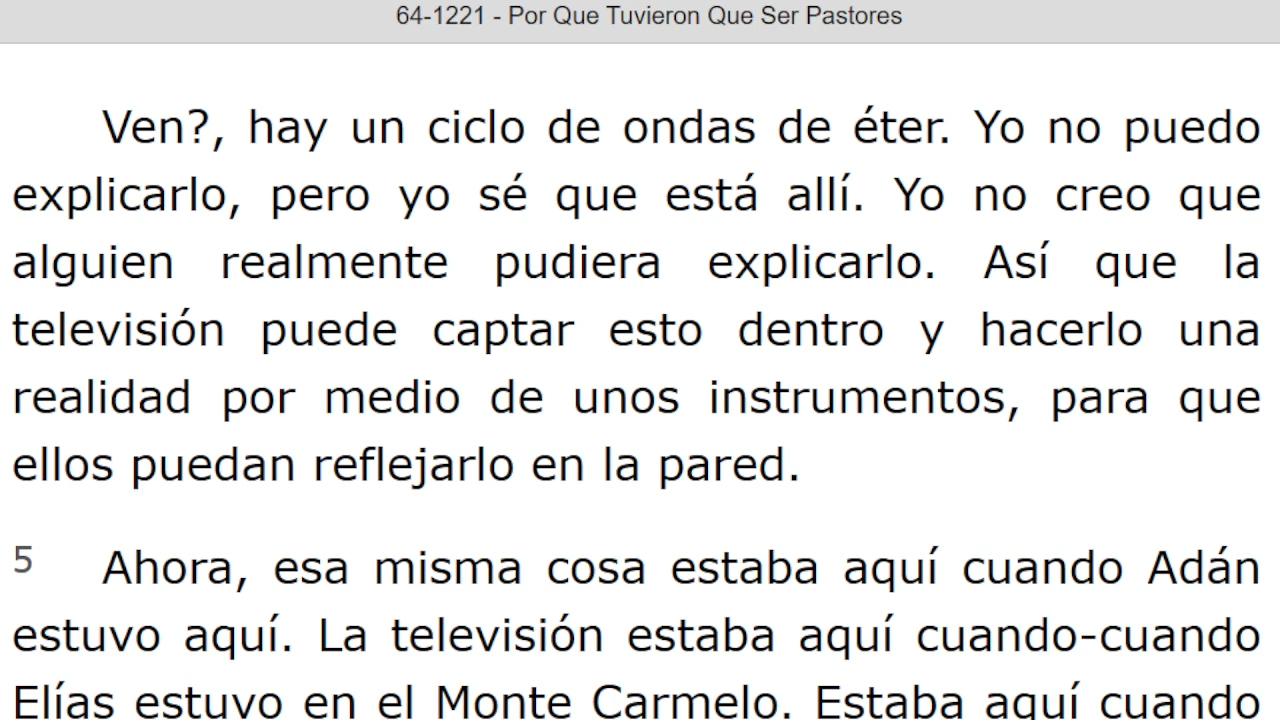 64-1221 - Por Que Tuvieron Que Ser Pastores
Ven?, hay un ciclo de ondas de éter. Yo no puedo
explicarlo, pero yo sé que está allí. Yo no creo que
alguien realmente pudiera explicarlo. Así que la
televisión puede captar esto dentro y hacerlo una
realidad por medio de unos instrumentos, para que
ellos puedan reflejarlo en la pared.
5 Ahora, esa misma cosa estaba aquí cuando Adán
estuvo aquí. La televisión estaba aquí cuando-cuando
Elías estuvo en el Monte Carmelo. Estaba aquí cuando